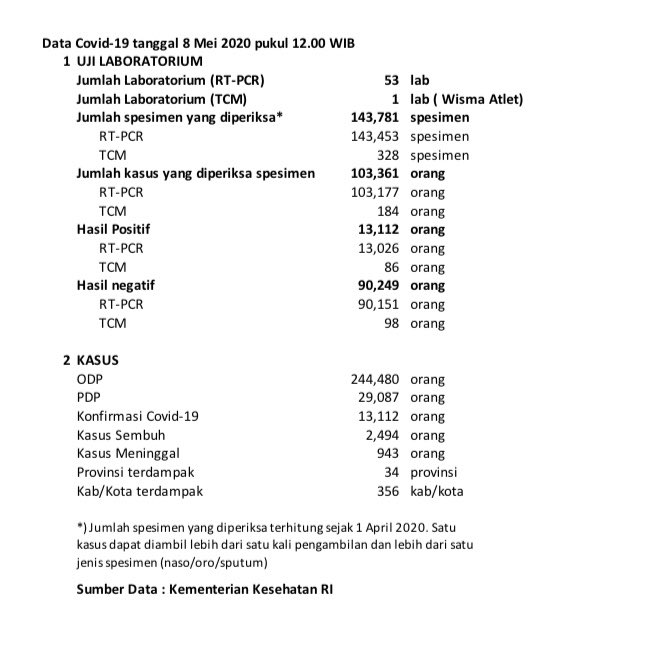 Data Covid-19 tanggal 8 Mei 2020 pukul 12.00 WIB
1 UJI LABORATORIUM
Jumlah Laboratorium (RT-PCR) 53 lab
Jumlah Laboratorium (TCM) 1 lab ( Wisma Atlet)
Jumlah spesimen yang diperiksa* 143,781 spesimen
RT-PCR 143,453 spesimen
TCM 328 spesimen
Jumlah kasus yang diperiksa spesimen 103,361 orang
RT-PCR 103,177 orang
TCM 184 orang
Hasil Positif 13,112 orang
RT-PCR 13,026 orang
TCM 86 orang
Hasil negatif 90,249 orang
RT-PCR 90,151 orang
TCM 98 orang
2 KASUS
ODP 244,480 orang
PDP 29,087 orang
Konfirmasi Covid-19 13,112 orang
Kasus Sembuh 2,494 orang
Kasus Meninggal 943 orang
Provinsi terdampak 34 provinsi
Kab/Kota terdampak 356 kab/kota
*) Jumlah spesimen yang diperiksa terhitung sejak 1 April 2020. Satu
kasus dapat diambil lebih dari satu kali pengambilan dan lebih dari satu
jenis spesimen (naso/oro/sputum)
Sumber Data : Kementerian Kesehatan RI